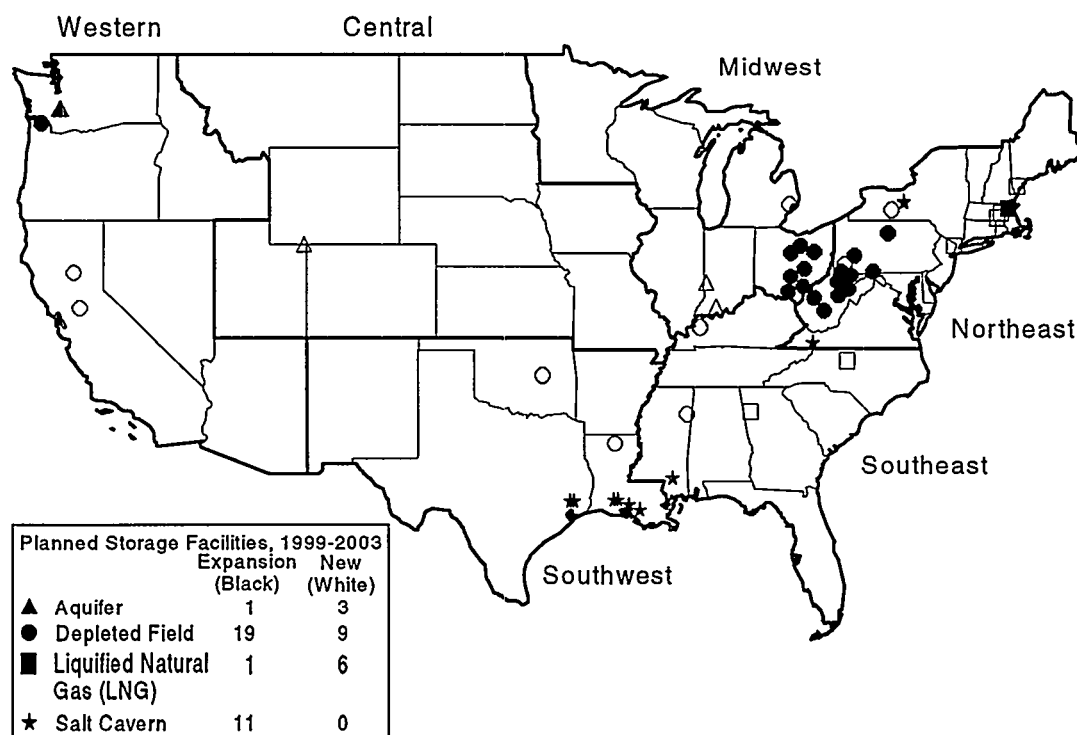 Western Central
Midwest
Northeast
Southeast
Southwest
Planned Storage Facilities, 1999-2003
Expansion New
(Black) (White)
Aquifer 1 3
Depleted Field 19 9
Liquified Natural 1 6
Gas (LNG)
Salt Cavern 11 0